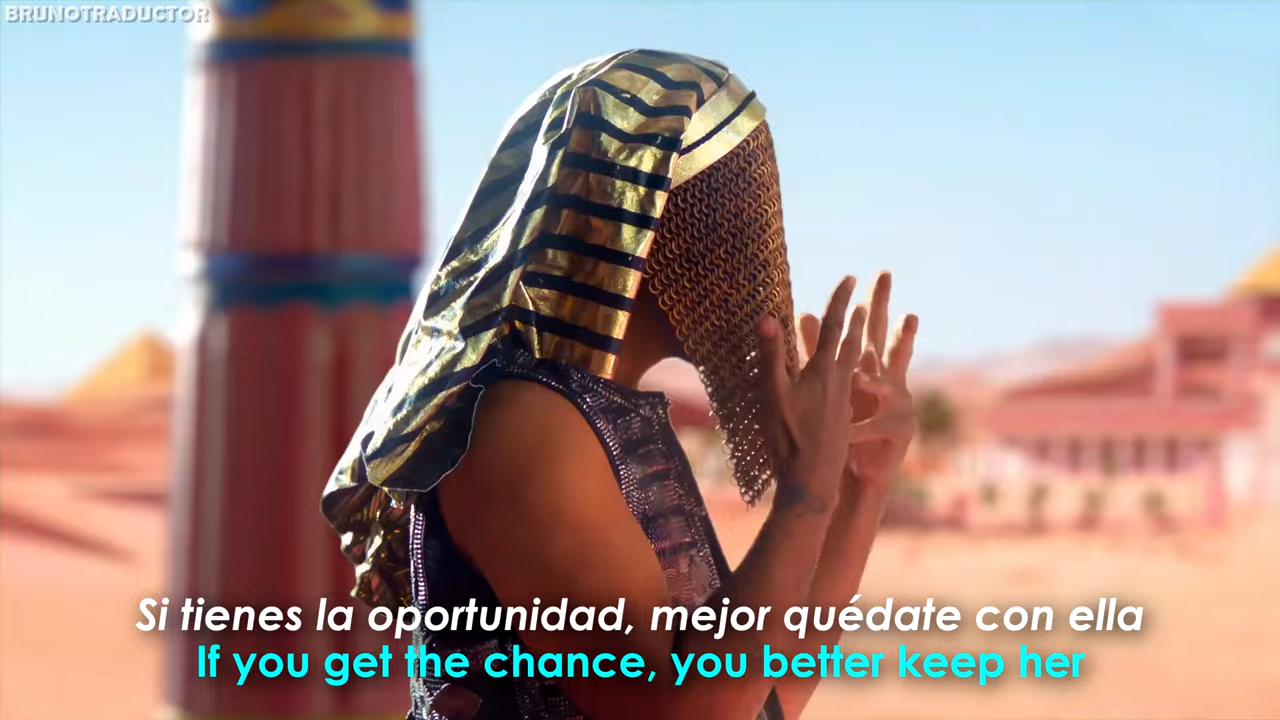 BRUNOTRADUCTOR
Si tienes la oportunidad, mejor quédate con ella
If you get the chance, you better keep her